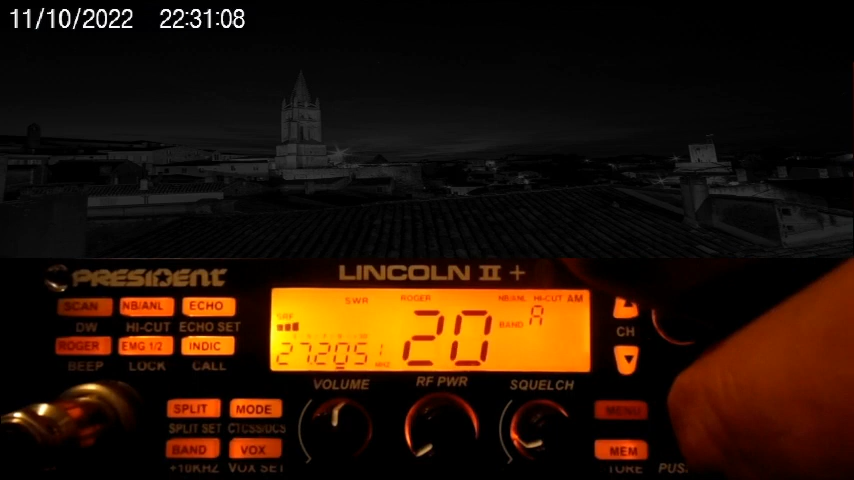 11/10/2022 22:31:08
PRESIDENT LINCOLN II +
SCAN NB/ANL ECHO
DW HI-CUT ECHO SET
ROGER EMG 1/2 INDIC
BEEP LOCK CALL
SWR ROGER NB/ANL HI-CUT AM
SRF
20 BAND A
27.205
CH
VOLUME RF PWR SQUELCH
SPLIT MODE
SPLIT SET CTCSS/DCS
BAND VOX
+10KHZ VOX SET
MENU
MEM